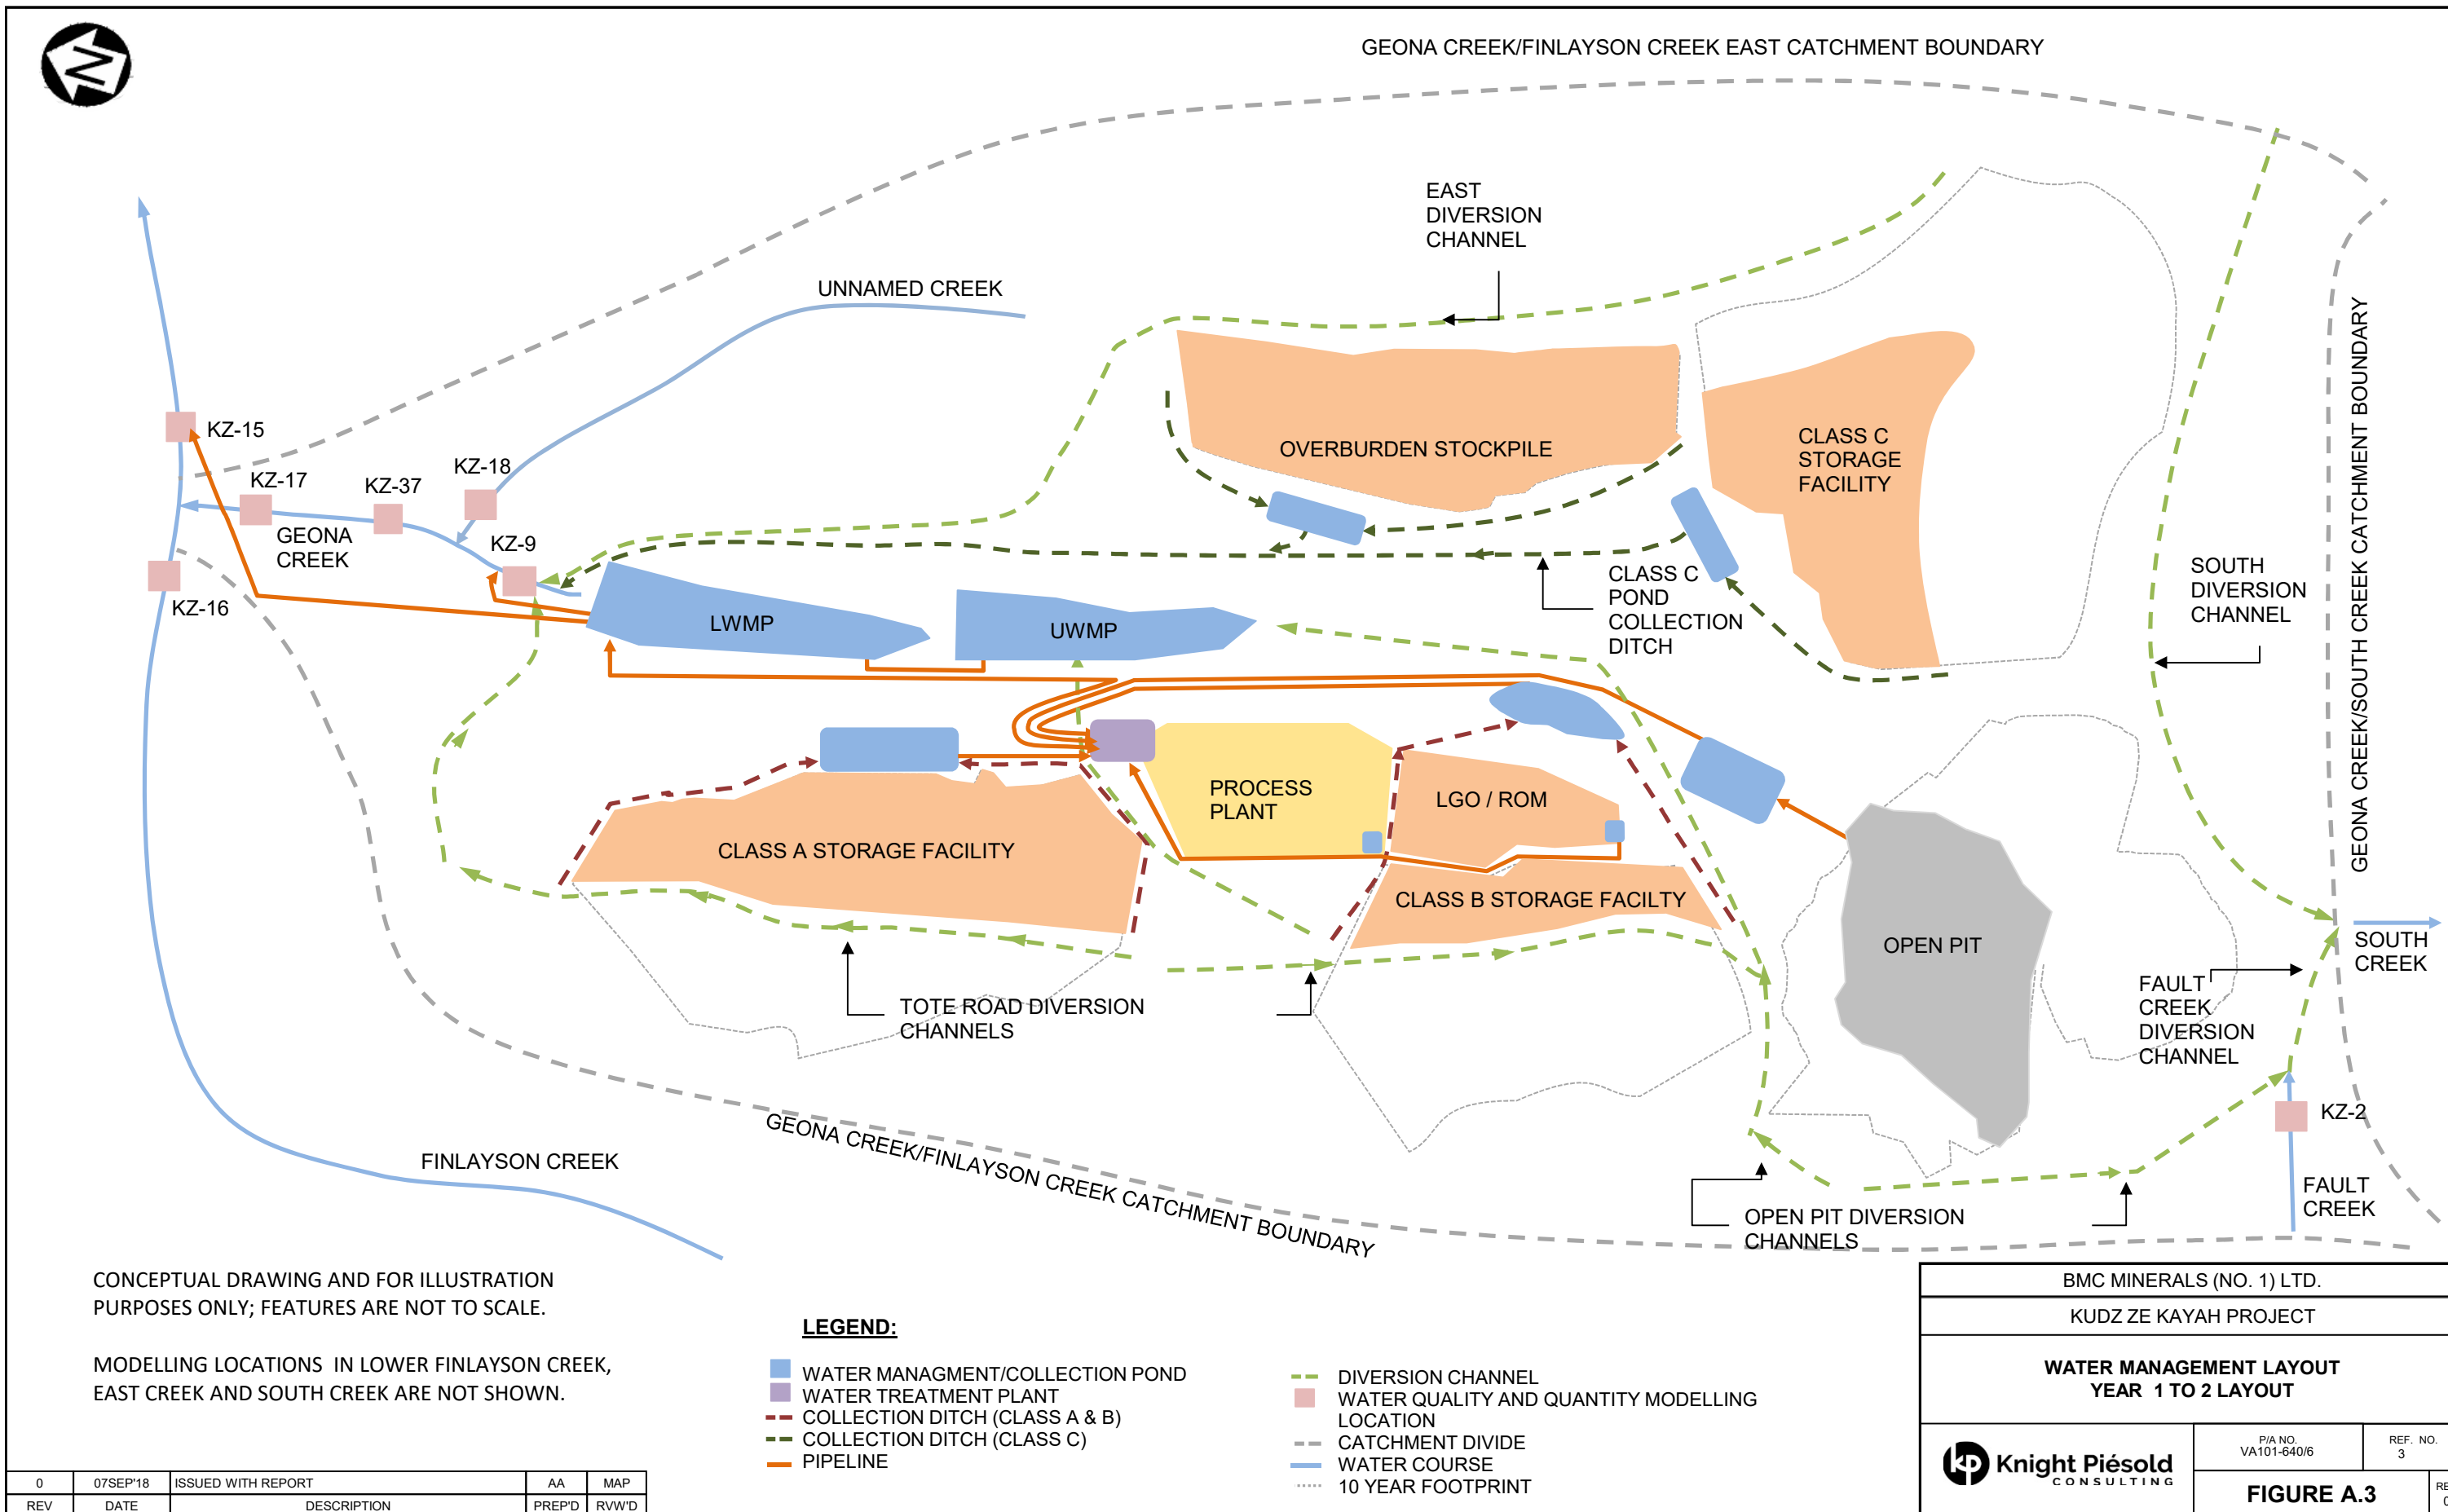 GEONA CREEK/FINLAYSON CREEK EAST CATCHMENT BOUNDARY
EAST
DIVERSION
CHANNEL
UNNAMED CREEK
GEONA CREEK/SOUTH CREEK CATCHMENT BOUNDARY
KZ-15
KZ-17
KZ-37
KZ-18
GEONA
CREEK
KZ-9
KZ-16
OVERBURDEN STOCKPILE
CLASS C
STORAGE
FACILITY
CLASS C
POND
COLLECTION
DITCH
SOUTH
DIVERSION
CHANNEL
LWMP
UWMP
PROCESS
PLANT
LGO / ROM
CLASS A STORAGE FACILITY
CLASS B STORAGE FACILTY
OPEN PIT
SOUTH
CREEK
FAULT
CREEK
DIVERSION
CHANNEL
TOTE ROAD DIVERSION
CHANNELS
KZ-2
FAULT
CREEK
GEONA CREEK/FINLAYSON CREEK CATCHMENT BOUNDARY
FINLAYSON CREEK
OPEN PIT DIVERSION
CHANNELS
CONCEPTUAL DRAWING AND FOR ILLUSTRATION
PURPOSES ONLY; FEATURES ARE NOT TO SCALE.
MODELLING LOCATIONS IN LOWER FINLAYSON CREEK,
EAST CREEK AND SOUTH CREEK ARE NOT SHOWN.
LEGEND:
WATER MANAGMENT/COLLECTION POND
WATER TREATMENT PLANT
COLLECTION DITCH (CLASS A & B)
COLLECTION DITCH (CLASS C)
PIPELINE
DIVERSION CHANNEL
WATER QUALITY AND QUANTITY MODELLING
LOCATION
CATCHMENT DIVIDE
WATER COURSE
10 YEAR FOOTPRINT
BMC MINERALS (NO. 1) LTD.
KUDZ ZE KAYAH PROJECT
WATER MANAGEMENT LAYOUT
YEAR 1 TO 2 LAYOUT
kp Knight Piésold
CONSULTING
P/A NO.
VA101-640/6
REF. NO.
3
FIGURE A.3
0 07SEP'18 ISSUED WITH REPORT AA MAP
REV DATE DESCRIPTION PREP'D RVW'D